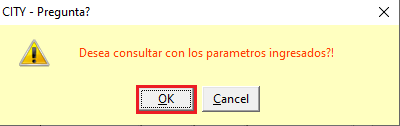 CITY - Pregunta?
Desea consultar con los parametros ingresados?!
OK
Cancel